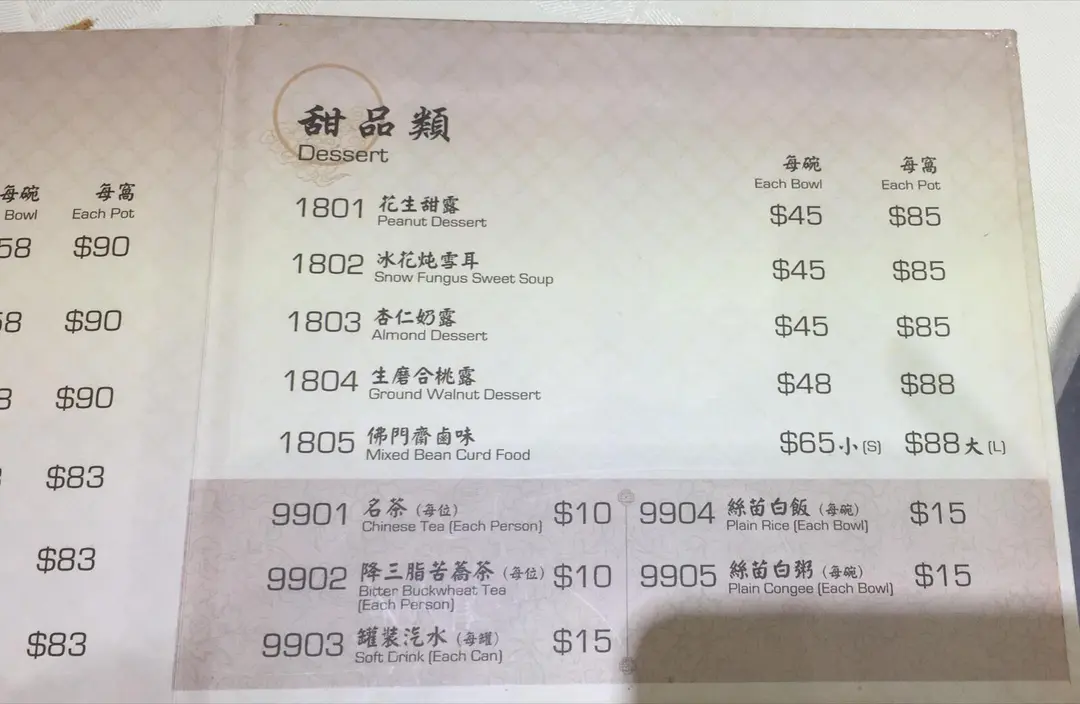 每碗 每窩
Bowl Each Pot
58 $90
58 $90
8 $90
$83
$83
$83
甜品類
Dessert
每碗 每窩
Each Bowl Each Pot
1801 花生甜露 $45 $85
Peanut Dessert
1802 冰花炖雪耳 $45 $85
Snow Fungus Sweet Soup
1803 杏仁奶露 $45 $85
Almond Dessert
1804 生磨合桃露 $48 $88
Ground Walnut Dessert
1805 佛門齋鹵味 $65小(S) $88大(L)
Mixed Bean Curd Food
9901 名茶(每位) $10
Chinese Tea (Each Person)
9902 降三脂苦蕎茶(每位) $10
Bitter Buckwheat Tea
(Each Person)
9903 罐裝汽水(每罐) $15
Soft Drink (Each Can)
9904 絲苗白飯(每碗) $15
Plain Rice (Each Bowl)
9905 絲苗白粥(每碗) $15
Plain Congee (Each Bowl)